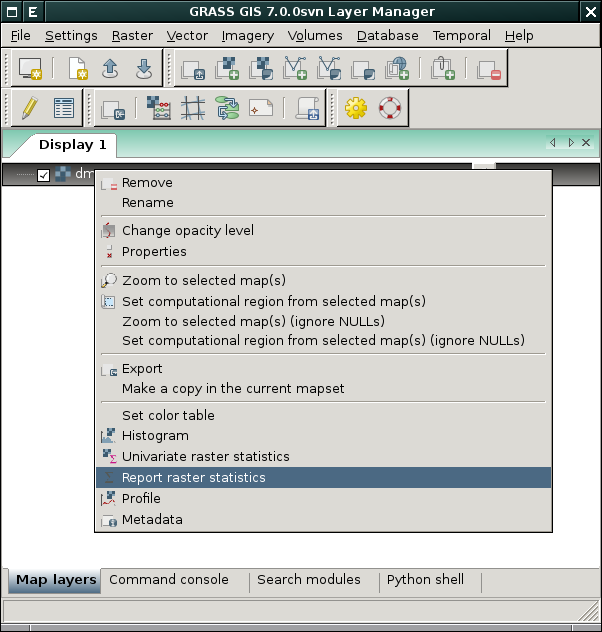 E GRASS GIS 7.0.0svn Layer Manager
File Settings Raster Vector Imagery Volumes Database Temporal Help
Display 1
Remove
Rename
Change opacity level
Properties
Zoom to selected map(s)
Set computational region from selected map(s)
Zoom to selected map(s) (ignore NULLs)
Set computational region from selected map(s) (ignore NULLs)
Export
Make a copy in the current mapset
Set color table
Histogram
Univariate raster statistics
Report raster statistics
Profile
Metadata
Map layers Command console Search modules Python shell